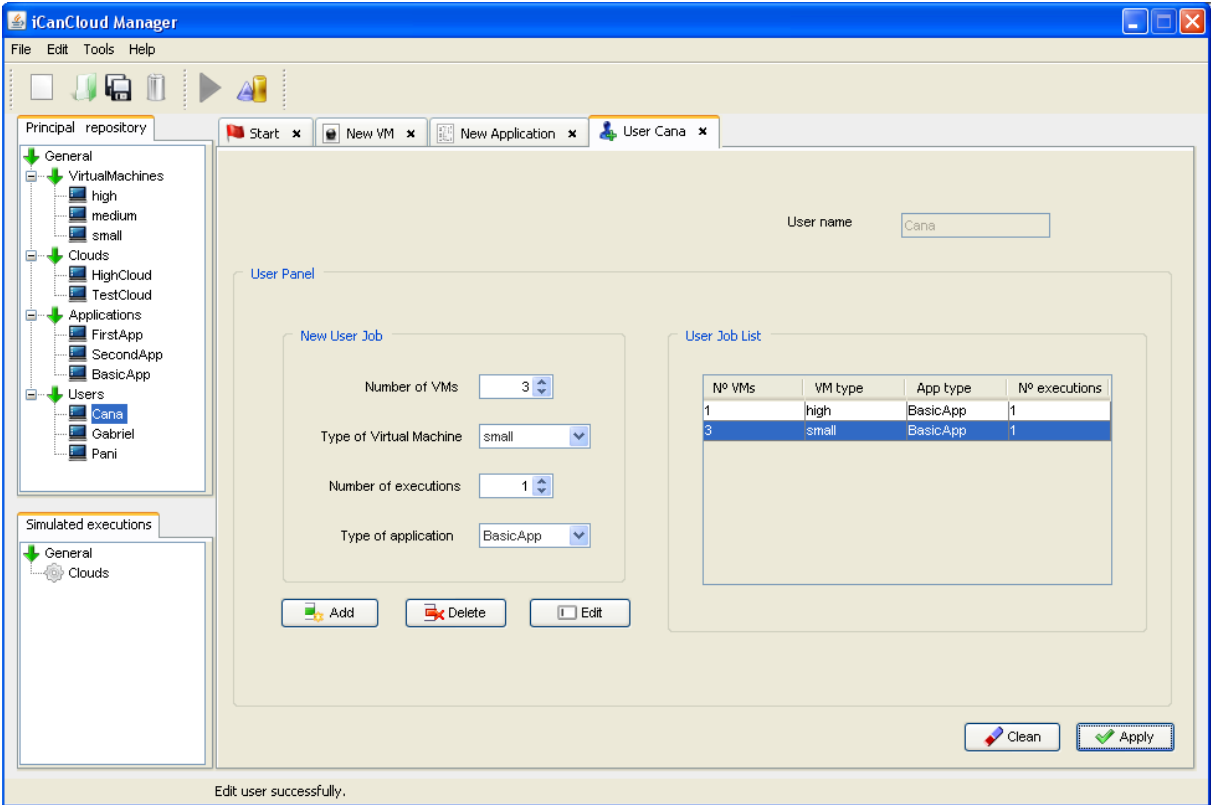 iCanCloud Manager
File Edit Tools Help
Principal repository
General
VirtualMachines
high
medium
small
Clouds
HighCloud
TestCloud
Applications
FirstApp
SecondApp
BasicApp
Users
Cana
Gabriel
Pani
Simulated executions
General
Clouds
Start New VM New Application User Cana
User name Cana
User Panel
New User Job
Number of VMs 3
Type of Virtual Machine small
Number of executions 1
Type of application BasicApp
Add Delete Edit
User Job List
Nº VMs VM type App type Nº executions
1 high BasicApp 1
3 small BasicApp 1
Clean Apply
Edit user successfully.